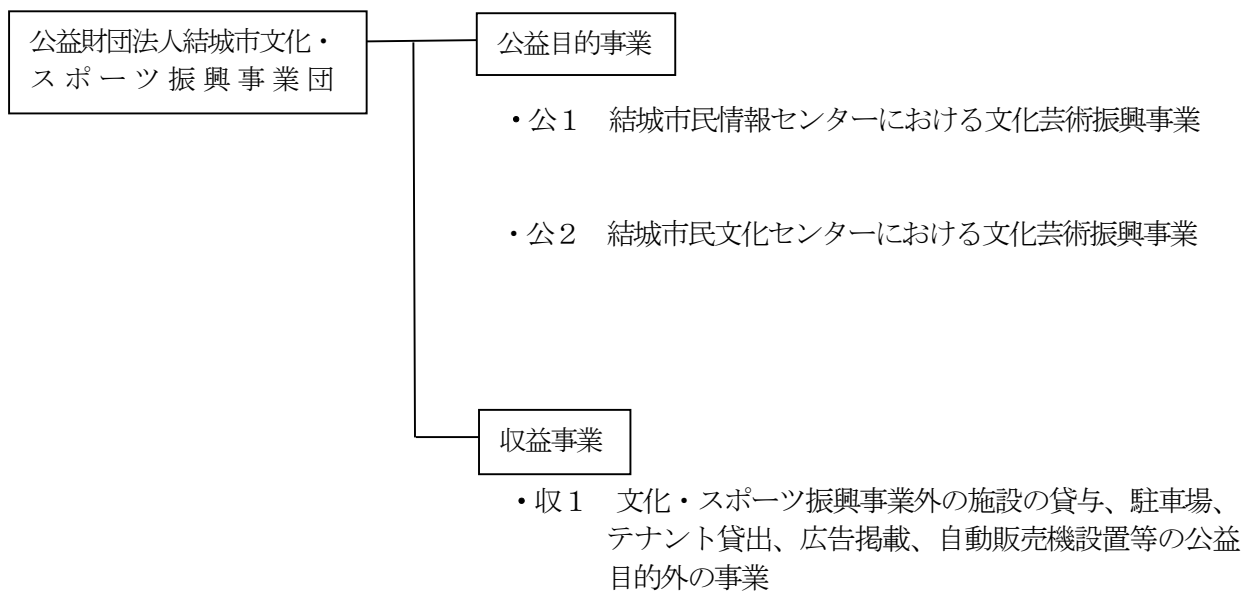 公益財団法人結城市文化・
スポーツ振興事業団
公益目的事業
・公1 結城市民情報センターにおける文化芸術振興事業
・公2 結城市民文化センターにおける文化芸術振興事業
収益事業
・収1 文化・スポーツ振興事業外の施設の貸与、駐車場、
テナント貸出、広告掲載、自動販売機設置等の公益
目的外の事業